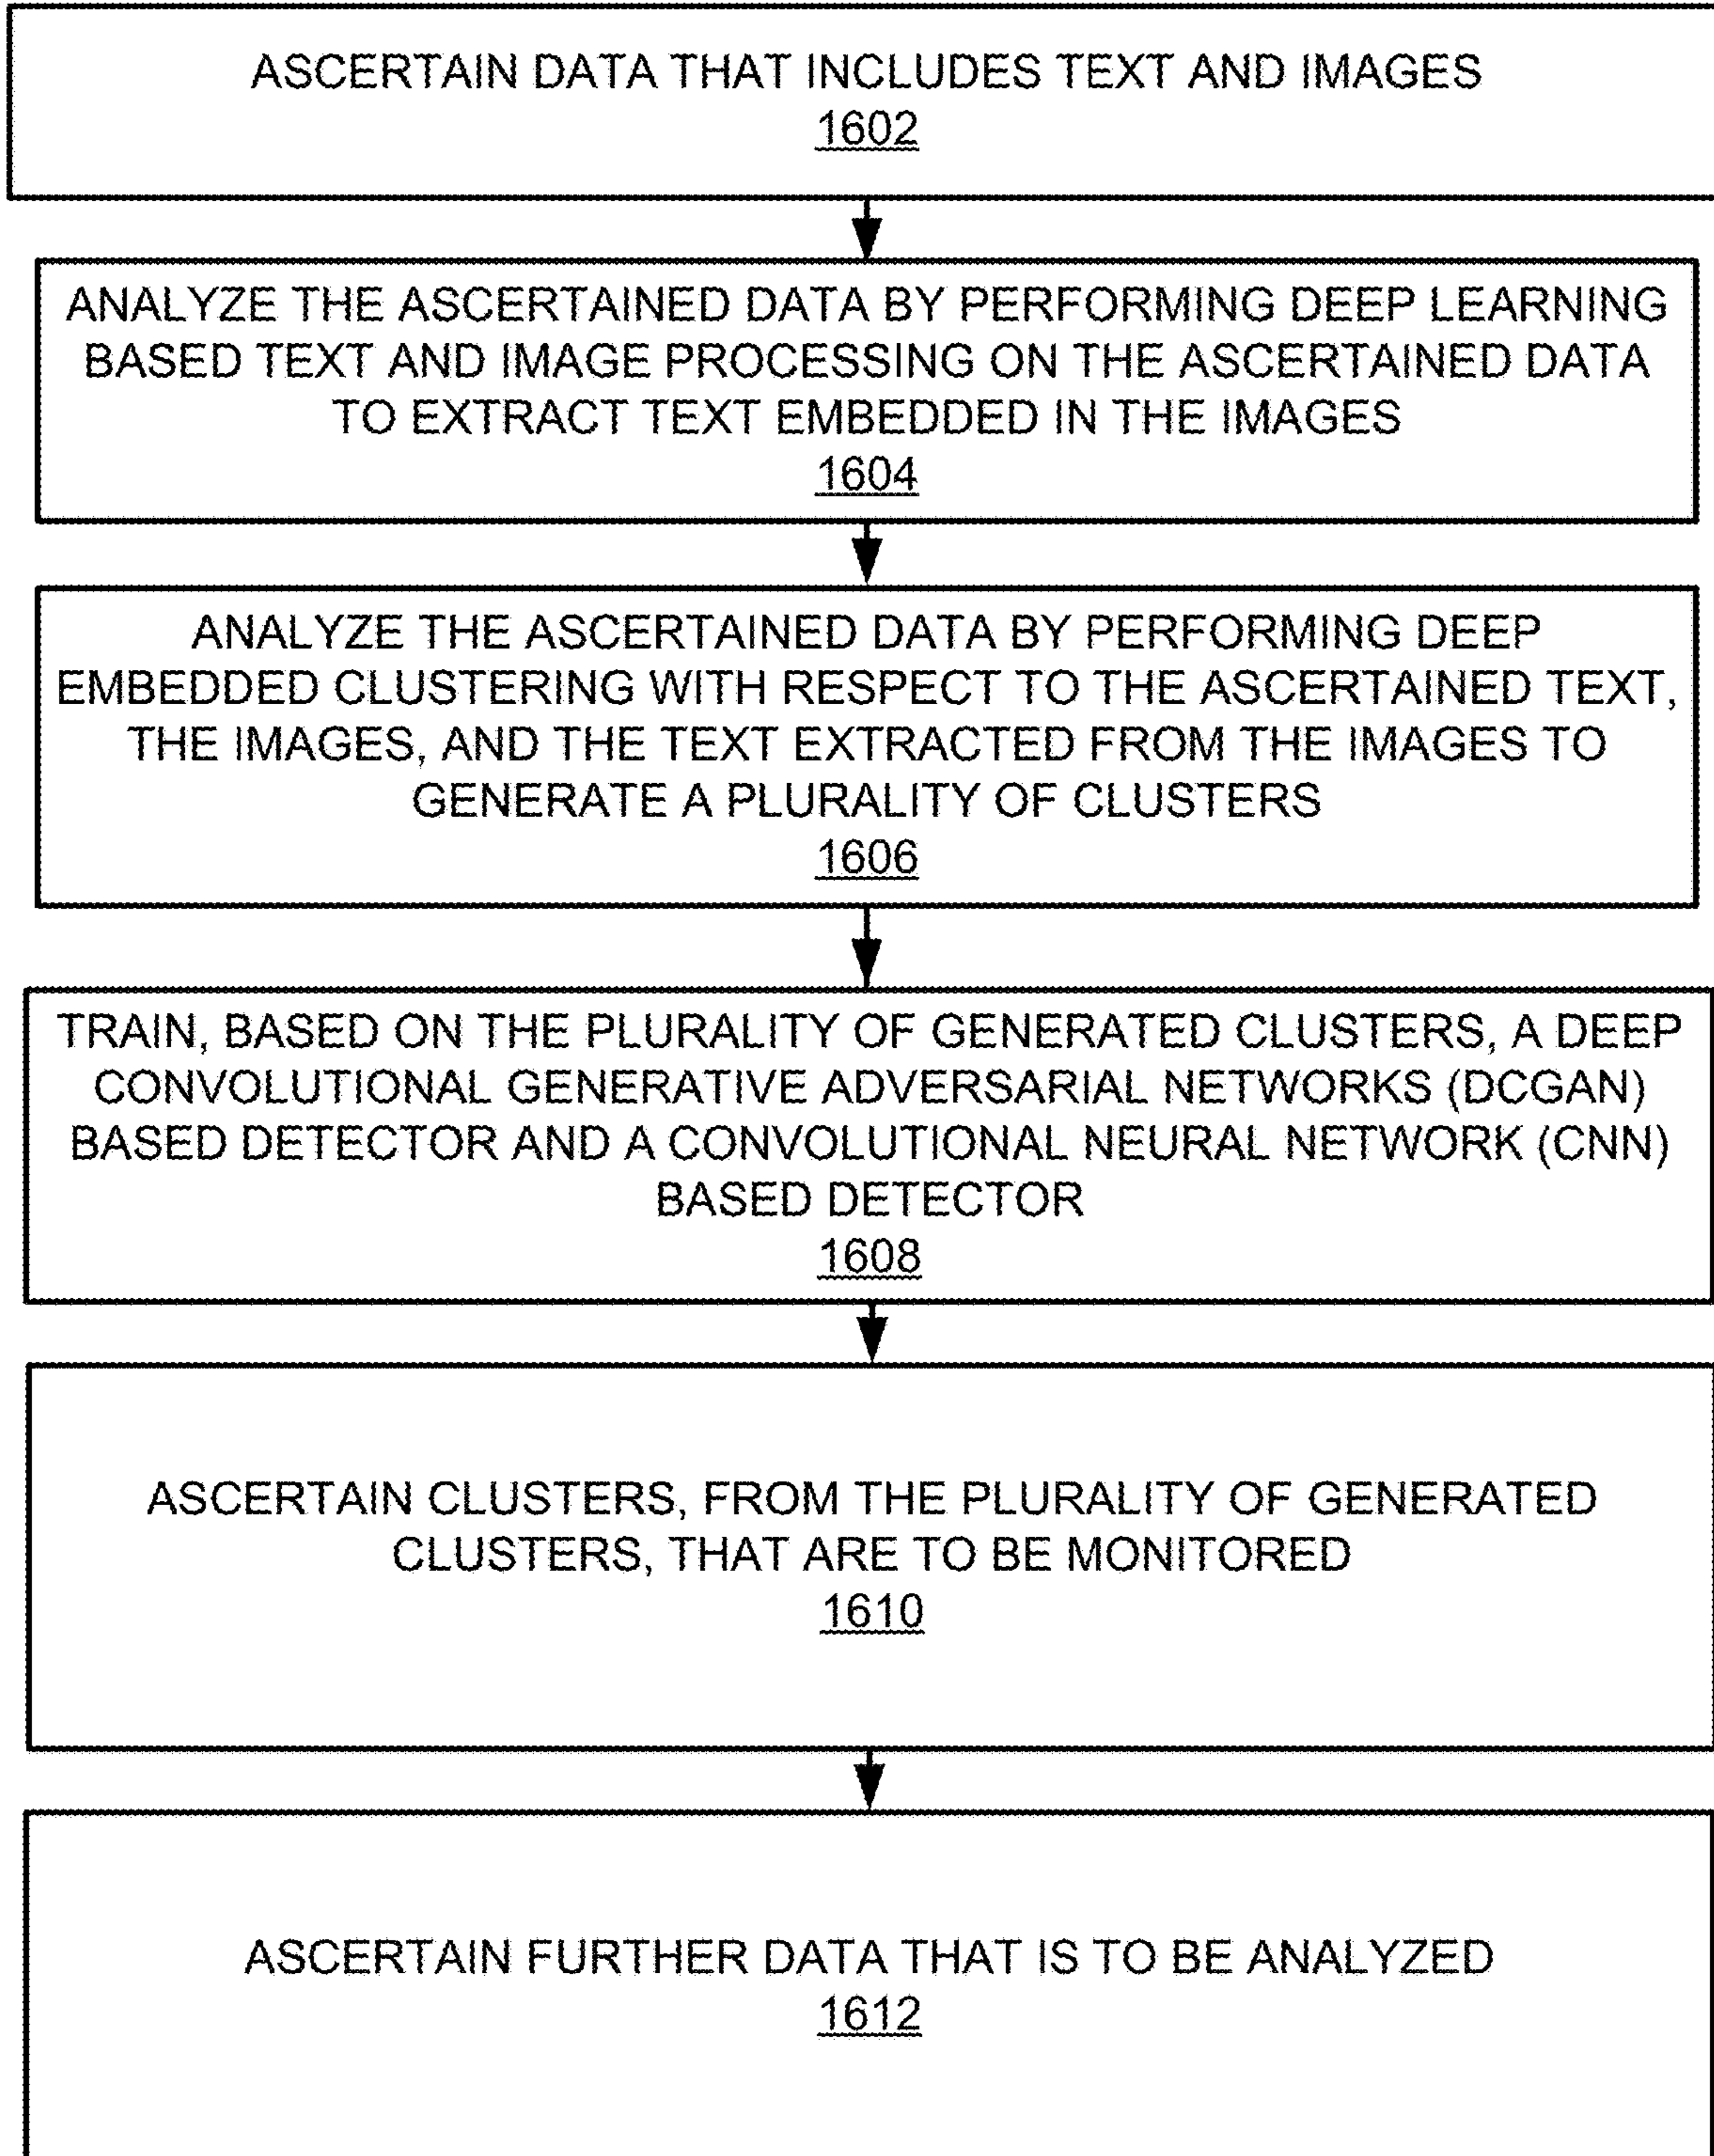 ASCERTAIN DATA THAT INCLUDES TEXT AND IMAGES
1602
ANALYZE THE ASCERTAINED DATA BY PERFORMING DEEP LEARNING
BASED TEXT AND IMAGE PROCESSING ON THE ASCERTAINED DATA
TO EXTRACT TEXT EMBEDDED IN THE IMAGES
1604
ANALYZE THE ASCERTAINED DATA BY PERFORMING DEEP
EMBEDDED CLUSTERING WITH RESPECT TO THE ASCERTAINED TEXT,
THE IMAGES, AND THE TEXT EXTRACTED FROM THE IMAGES TO
GENERATE A PLURALITY OF CLUSTERS
1606
TRAIN, BASED ON THE PLURALITY OF GENERATED CLUSTERS, A DEEP
CONVOLUTIONAL GENERATIVE ADVERSARIAL NETWORKS (DCGAN)
BASED DETECTOR AND A CONVOLUTIONAL NEURAL NETWORK (CNN)
BASED DETECTOR
1608
ASCERTAIN CLUSTERS, FROM THE PLURALITY OF GENERATED
CLUSTERS, THAT ARE TO BE MONITORED
1610
ASCERTAIN FURTHER DATA THAT IS TO BE ANALYZED
1612